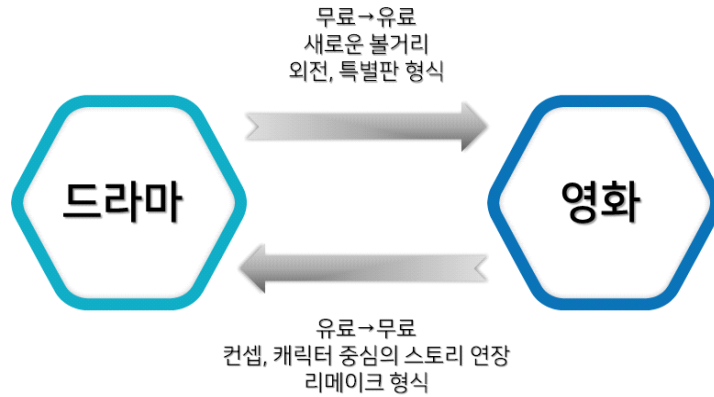 무료→유료
새로운 볼거리
외전, 특별판 형식
드라마
영화
유료→무료
컨셉, 캐릭터 중심의 스토리 연장
리메이크 형식